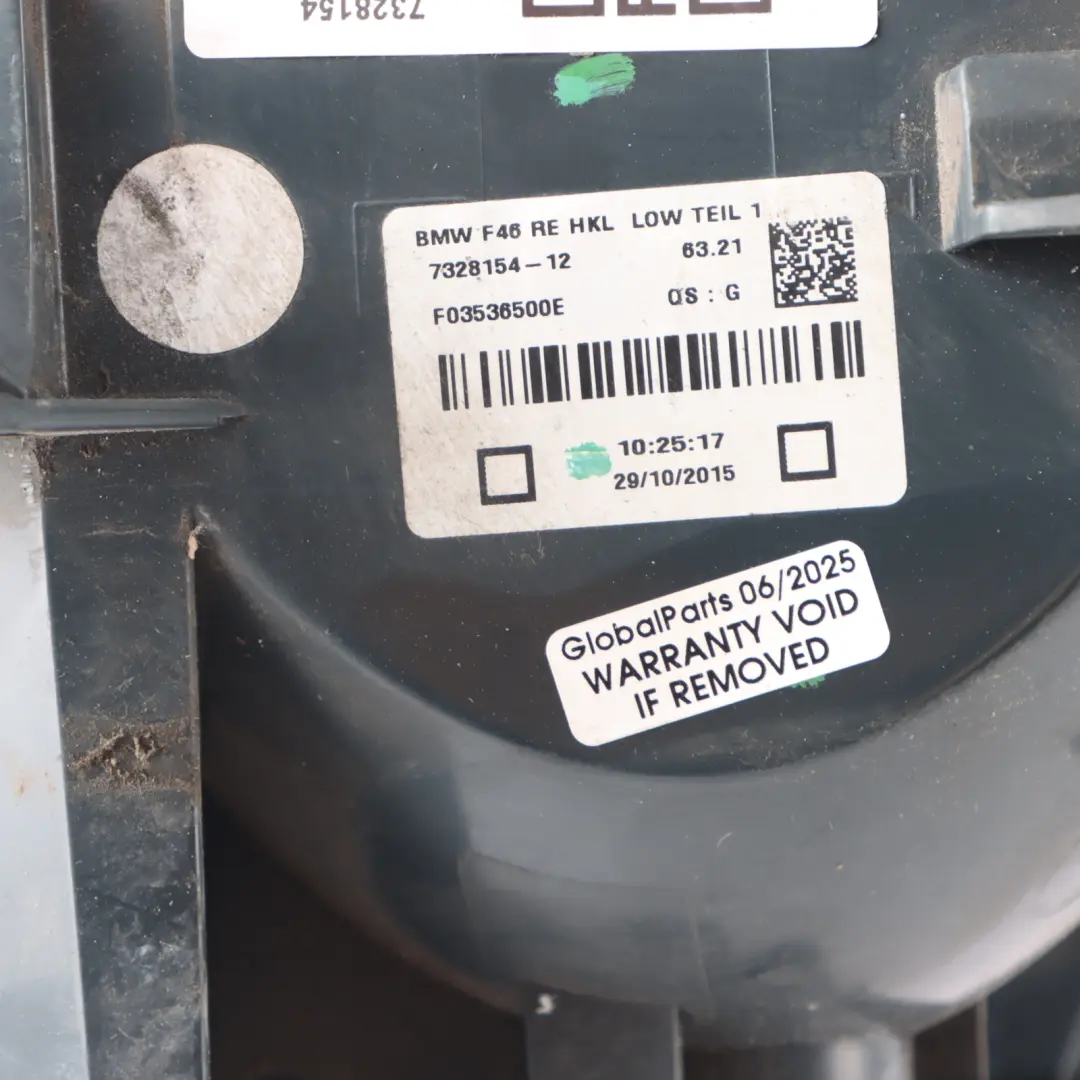 7328154
BMW F46 RE HKL LOW TEIL 1
7328154-12 63.21
F03536500E QS : G
10:25:17
29/10/2015
GlobalParts 06/2025
WARRANTY VOID
IF REMOVED